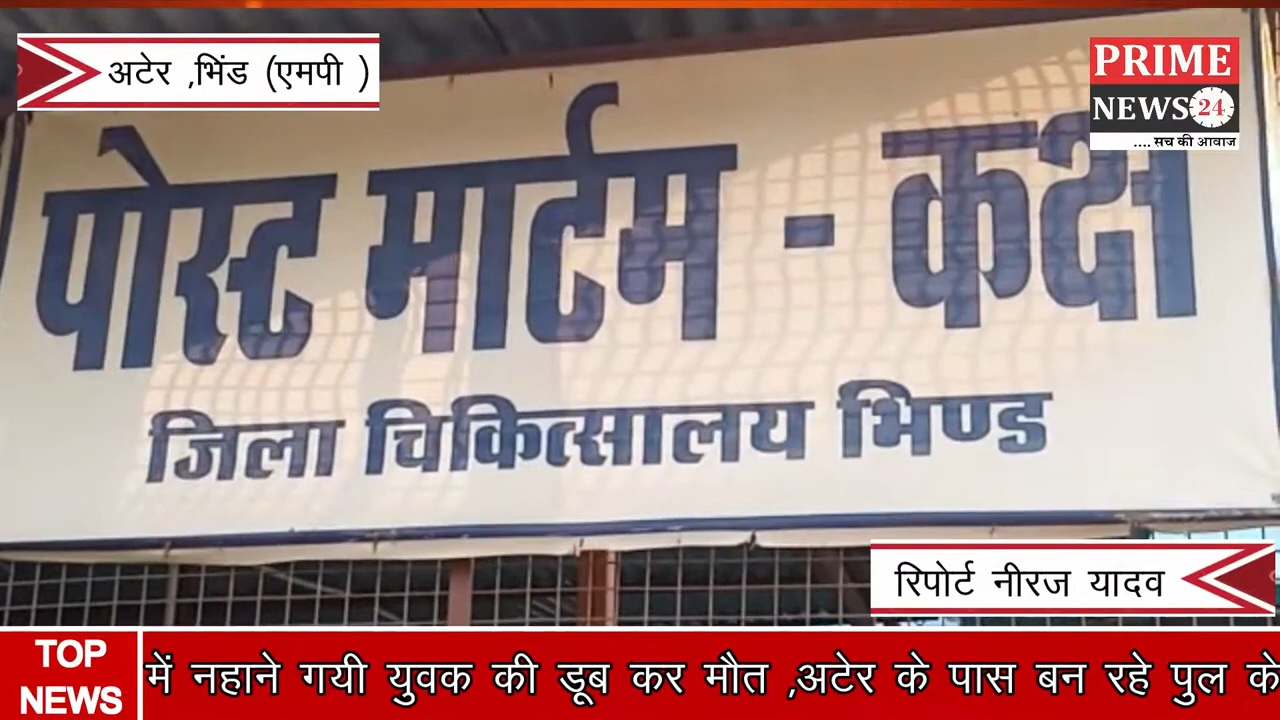 अटेर ,भिंड (एमपी )
PRIME
NEWS 24
.... सच की आवाज
पोस्ट मार्टम - कक्ष
जिला चिकित्सालय भिण्ड
रिपोर्ट नीरज यादव
TOP
NEWS
में नहाने गयी युवक की डूब कर मौत ,अटेर के पास बन रहे पुल के